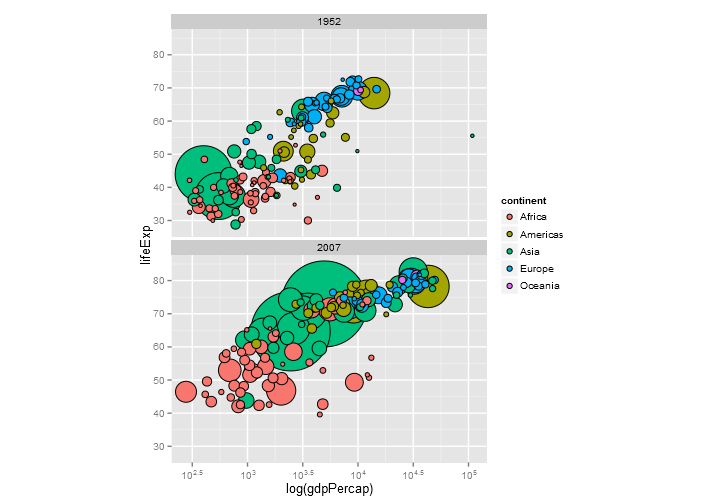 1952
80
70
60
50
40
30
lifeExp
2007
80
70
60
50
40
30
10^2.5 10^3 10^3.5 10^4 10^4.5 10^5
log(gdpPercap)
continent
Africa
Americas
Asia
Europe
Oceania